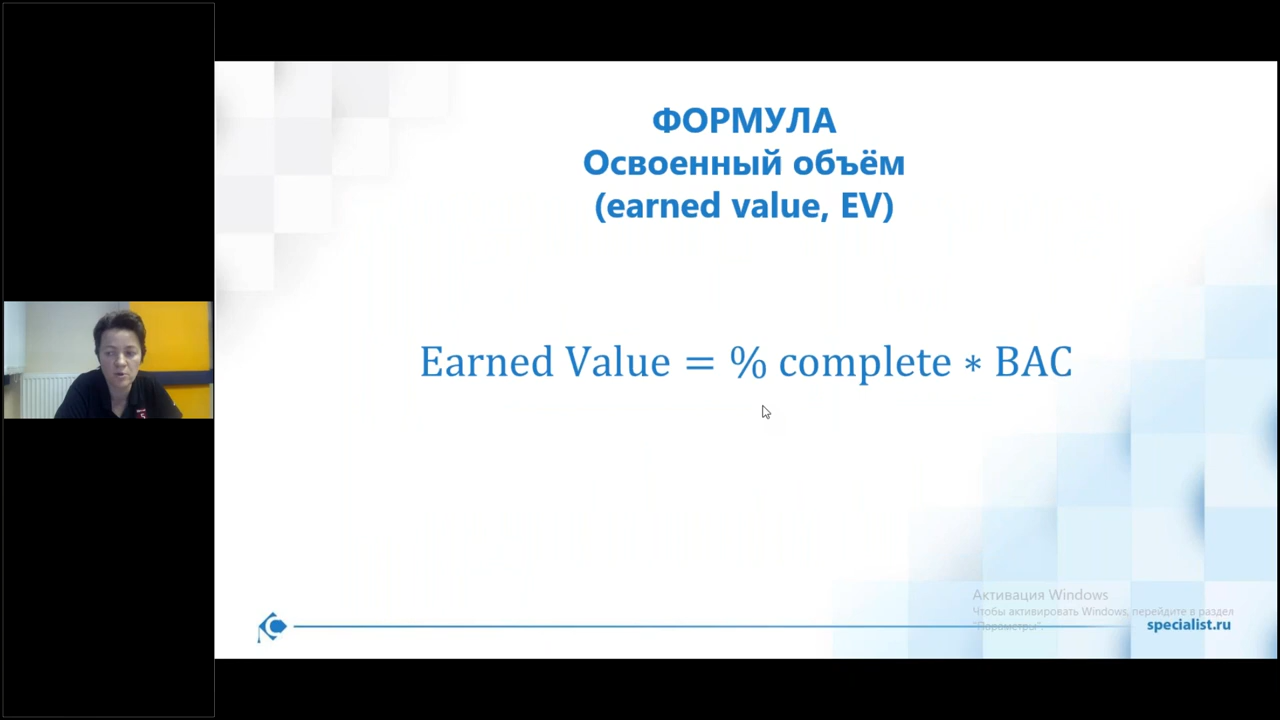 ФОРМУЛА
Освоенный объём
(earned value, EV)
Earned Value = % complete ∗ BAC
Активация Windows
Чтобы активировать Windows, перейдите в раздел
"Параметры".
specialist.ru